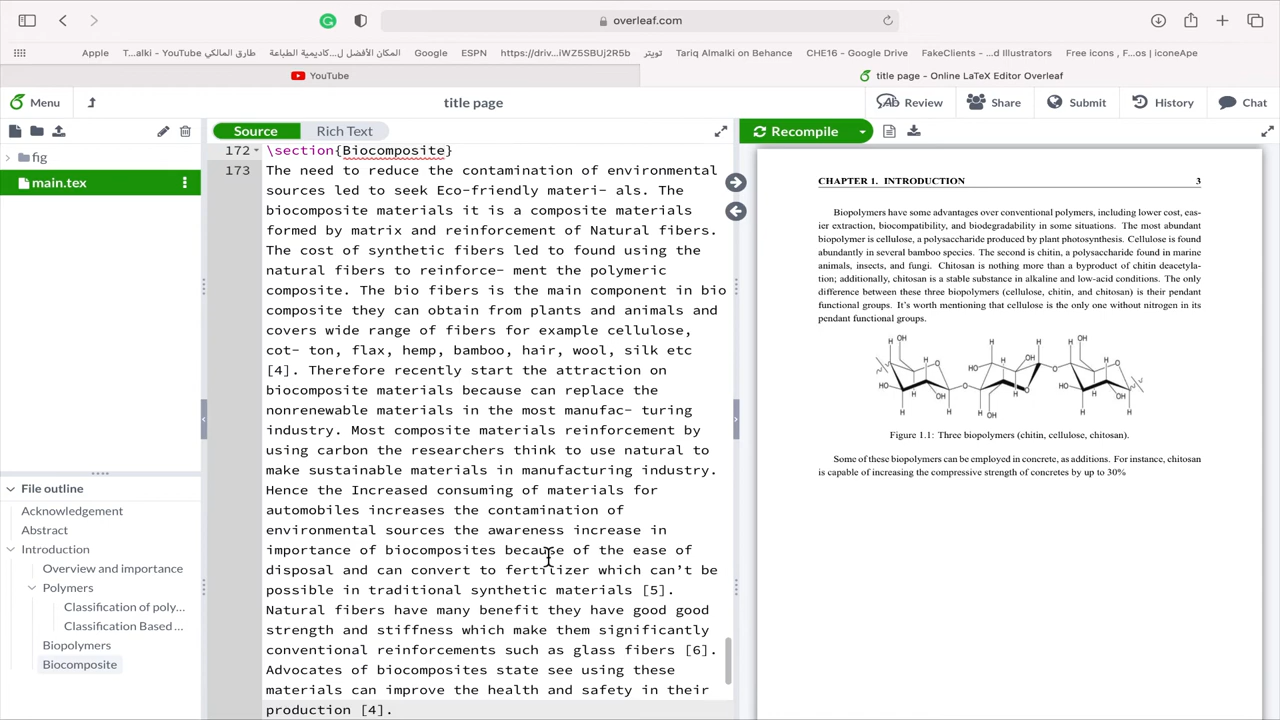 overleaf.com
Apple
T...alki - YouTube طارق المالكي
المكان الأفضل ل...كاديمية الطباعة
Google
ESPN
https://driv...iWZ5SBUj2R5b
تويتر
Tariq Almalki on Behance
CHE16 - Google Drive
FakeClients - ...d Illustrators
Free icons , F...os | iconeApe
YouTube
title page - Online LaTeX Editor Overleaf
Menu
title page
Review
Share
Submit
History
Chat
Source
Rich Text
Recompile
fig
main.tex
File outline
Acknowledgement
Abstract
Introduction
Overview and importance
Polymers
Classification of poly...
Classification Based ...
Biopolymers
Biocomposite
172 \section{Biocomposite}
173 The need to reduce the contamination of environmental
sources led to seek Eco-friendly materi- als. The
biocomposite materials it is a composite materials
formed by matrix and reinforcement of Natural fibers.
The cost of synthetic fibers led to found using the
natural fibers to reinforce- ment the polymeric
composite. The bio fibers is the main component in bio
composite they can obtain from plants and animals and
covers wide range of fibers for example cellulose,
cot- ton, flax, hemp, bamboo, hair, wool, silk etc
[4]. Therefore recently start the attraction on
biocomposite materials because can replace the
nonrenewable materials in the most manufac- turing
industry. Most composite materials reinforcement by
using carbon the researchers think to use natural to
make sustainable materials in manufacturing industry.
Hence the Increased consuming of materials for
automobiles increases the contamination of
environmental sources the awareness increase in
importance of biocomposites because of the ease of
disposal and can convert to fertilizer which can’t be
possible in traditional synthetic materials [5].
Natural fibers have many benefit they have good good
strength and stiffness which make them significantly
conventional reinforcements such as glass fibers [6].
Advocates of biocomposites state see using these
materials can improve the health and safety in their
production [4].
CHAPTER 1. INTRODUCTION 3
Biopolymers have some advantages over conventional polymers, including lower cost, eas-
ier extraction, biocompatibility, and biodegradability in some situations. The most abundant
biopolymer is cellulose, a polysaccharide produced by plant photosynthesis. Cellulose is found
abundantly in several bamboo species. The second is chitin, a polysaccharide found in marine
animals, insects, and fungi. Chitosan is nothing more than a byproduct of chitin deacetyla-
tion; additionally, chitosan is a stable substance in alkaline and low-acid conditions. The only
difference between these three biopolymers (cellulose, chitin, and chitosan) is their pendant
functional groups. It’s worth mentioning that cellulose is the only one without nitrogen in its
pendant functional groups.
H OH H OH H OH
H O HO H O H O
HO H OH H H HO H OH
H OH H H
Figure 1.1: Three biopolymers (chitin, cellulose, chitosan).
Some of these biopolymers can be employed in concrete, as additions. For instance, chitosan
is capable of increasing the compressive strength of concretes by up to 30%